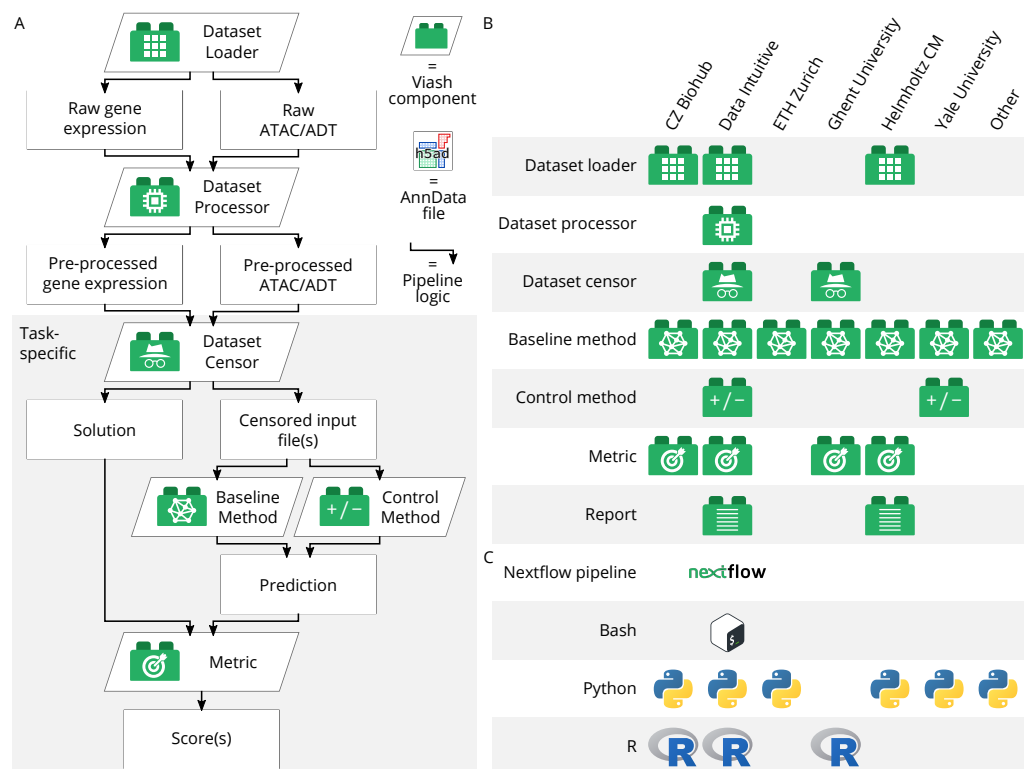 A
Dataset
Loader
Raw gene
expression
Raw
ATAC/ADT
Dataset
Processor
Pre-processed
gene expression
Pre-processed
ATAC/ADT
Task-
specific
Dataset
Censor
Solution
Censored input
file(s)
Baseline
Method
+/−
Control
Method
Prediction
Metric
Score(s)
=
Viash
component
h5ad
=
AnnData
file
=
Pipeline
logic
B
CZ Biohub
Data Intuitive
ETH Zurich
Ghent University
Helmholtz CM
Yale University
Other
Dataset loader
Dataset processor
Dataset censor
Baseline method
Control method
+/−
+/−
Metric
Report
C
Nextflow pipeline
nextflow
Bash
$_
Python
R
R
R
R